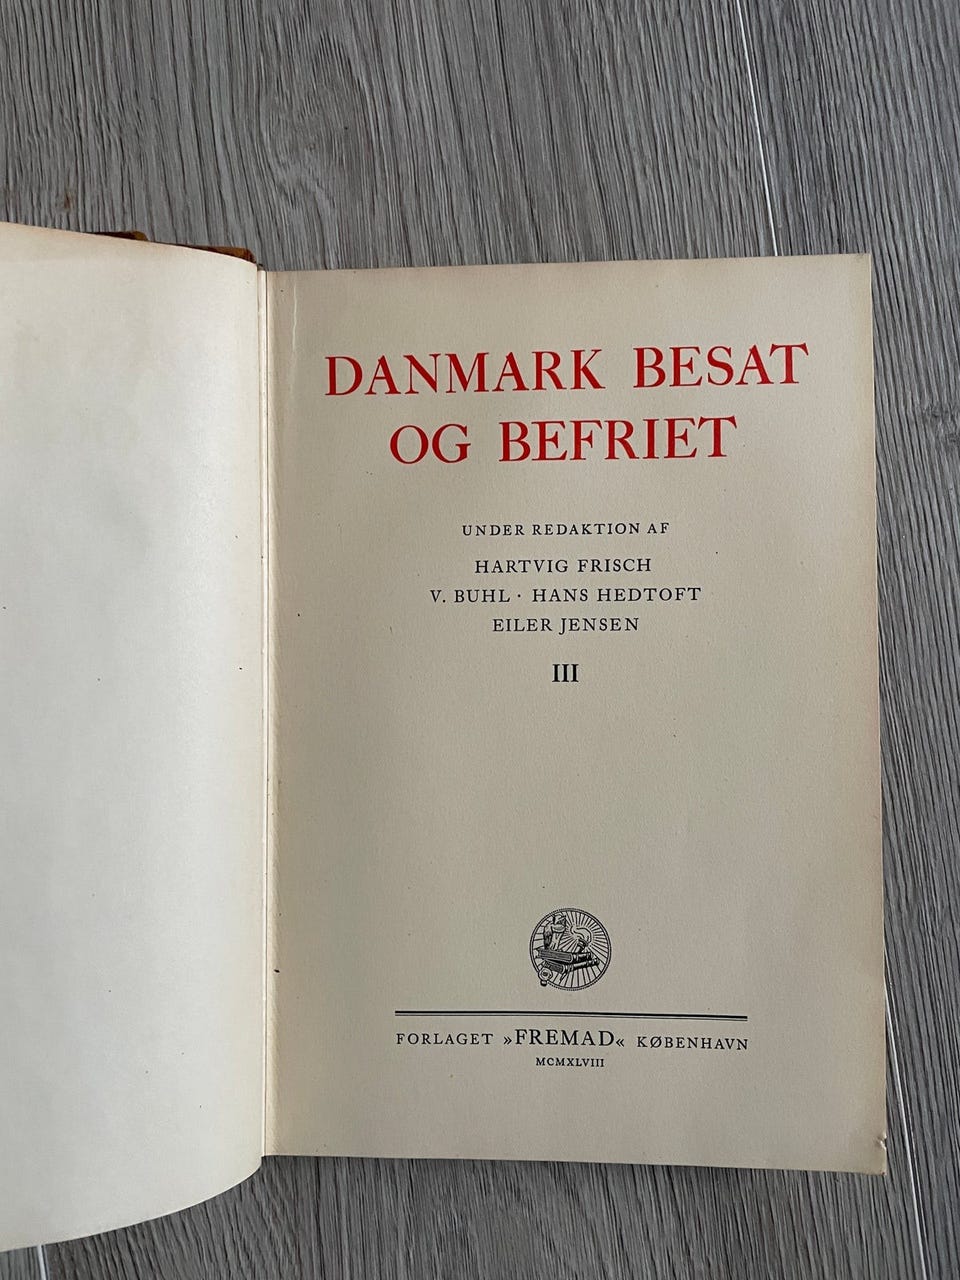 DANMARK BESAT
OG BEFRIET
UNDER REDAKTION AF
HARTVIG FRISCH
V. BUHL · HANS HEDTOFT
EILER JENSEN
III
FORLAGET »FREMAD« KØBENHAVN
MCMXLVIII